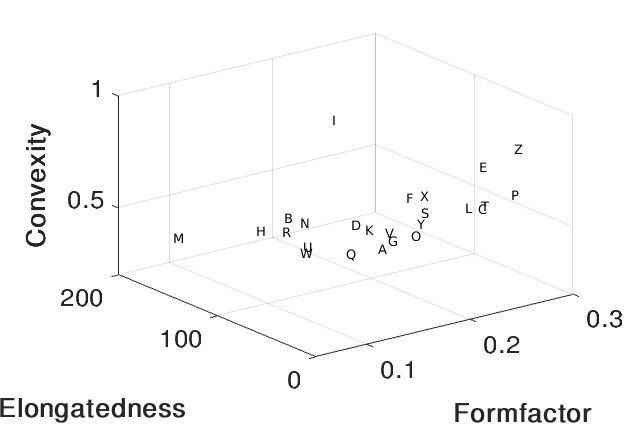 1
0.5
Convexity
200
100
0
Elongatedness
0.1
0.2
0.3
Formfactor
I
Z
E
P
F
X
L
C
T
S
Y
O
B
N
D
K
V
G
A
Q
H
R
U
W
M